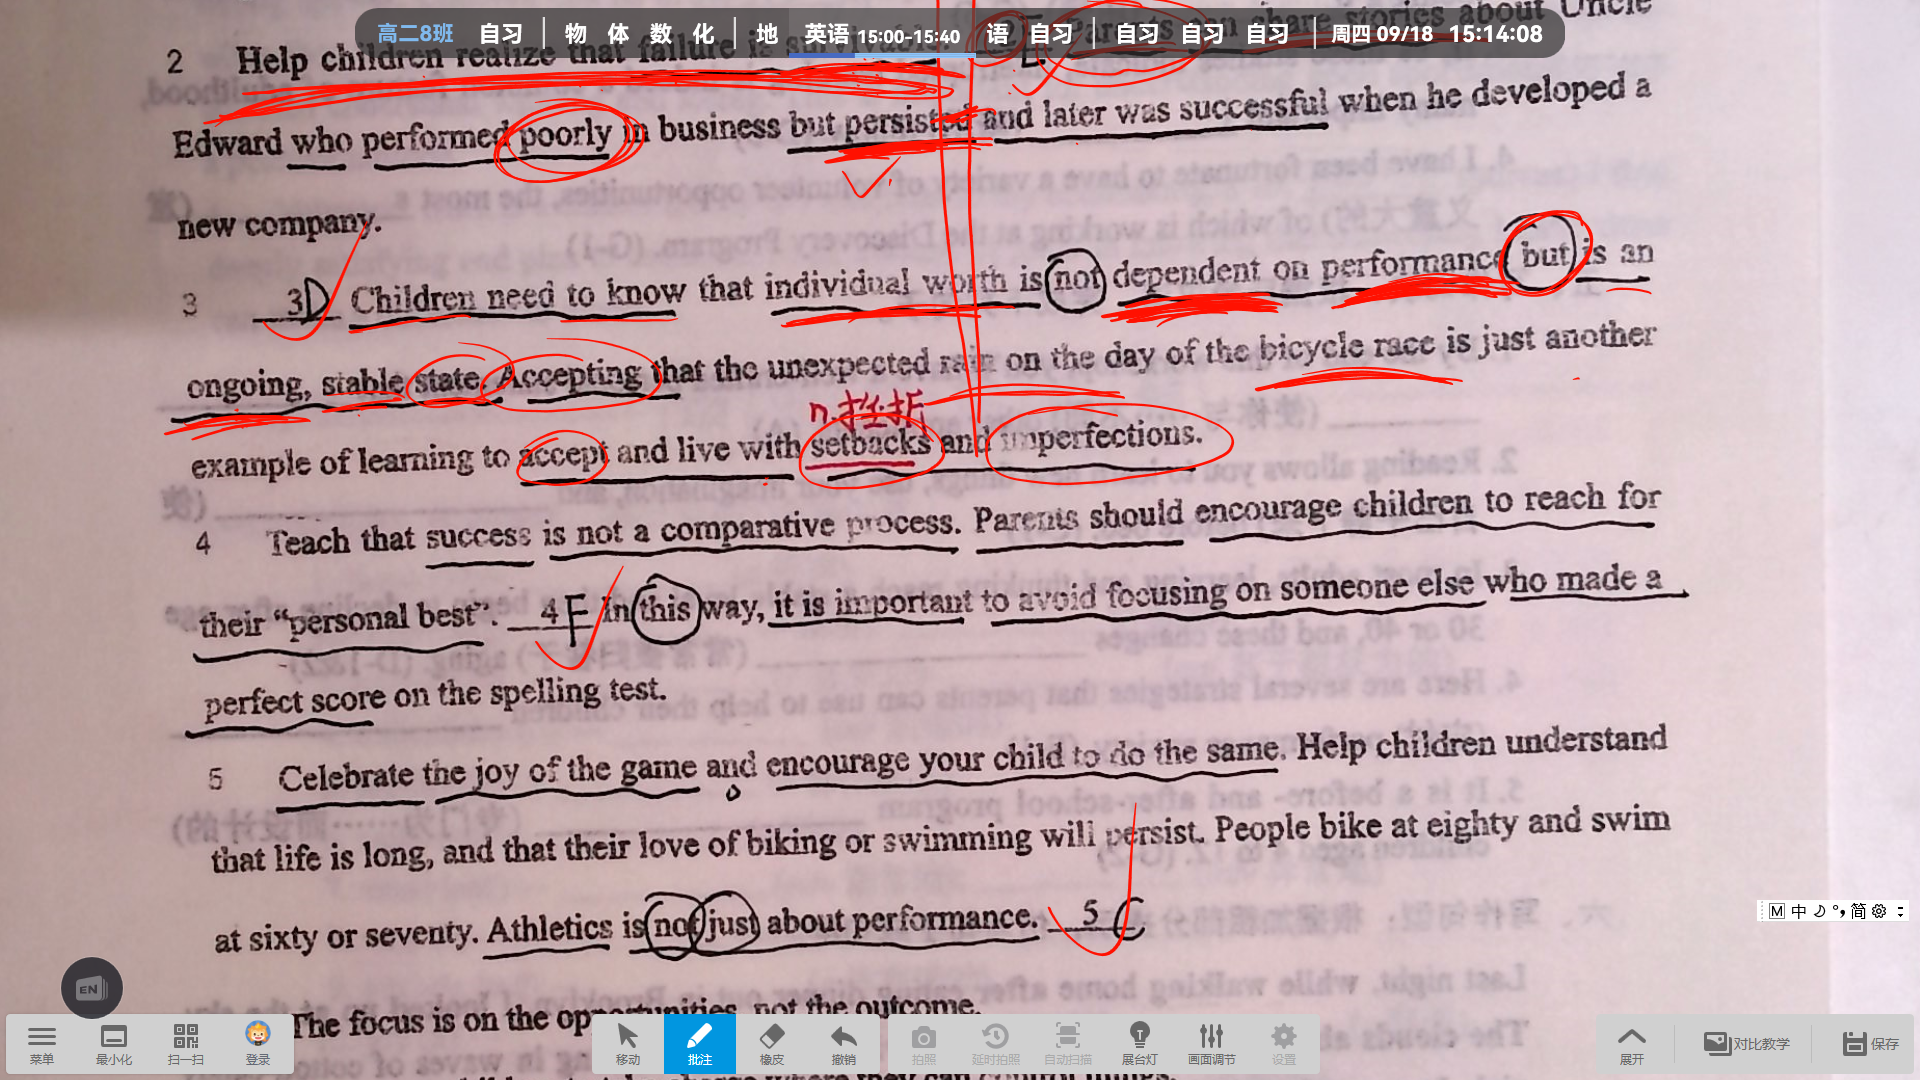 高二8班 自习 物 体 数 化 地 英语 15:00-15:40 语 自习 自习 自习 自习 周四 09/18 15:14:08
2 Help children realize that failure is survivable. 2E Parents can share stories about Uncle
Edward who performed poorly in business but persisted and later was successful when he developed a
new company.
3 3D Children need to know that individual worth is not dependent on performance but is an
ongoing, stable state. Accepting that the unexpected rain on the day of the bicycle race is just another
n.挫折
example of learning to accept and live with setbacks and imperfections.
4 Teach that success is not a comparative process. Parents should encourage children to reach for
their “personal best”. 4F In this way, it is important to avoid focusing on someone else who made a
perfect score on the spelling test.
5 Celebrate the joy of the game and encourage your child to do the same. Help children understand
that life is long, and that their love of biking or swimming will persist. People bike at eighty and swim
at sixty or seventy. Athletics is not just about performance. 5C
M 中 简
EN
The focus is on the opportunities, not the outcome.
菜单 最小化 扫一扫 登录 移动 批注 橡皮 撤销 拍照 延时拍照 自动扫描 展台灯 画面调节 设置 展开 对比教学 保存